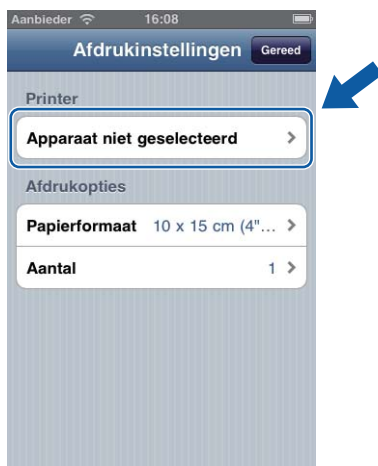 Aanbieder 16:08
Afdrukinstellingen Gereed
Printer
Apparaat niet geselecteerd
Afdrukopties
Papierformaat 10 x 15 cm (4"...
Aantal 1